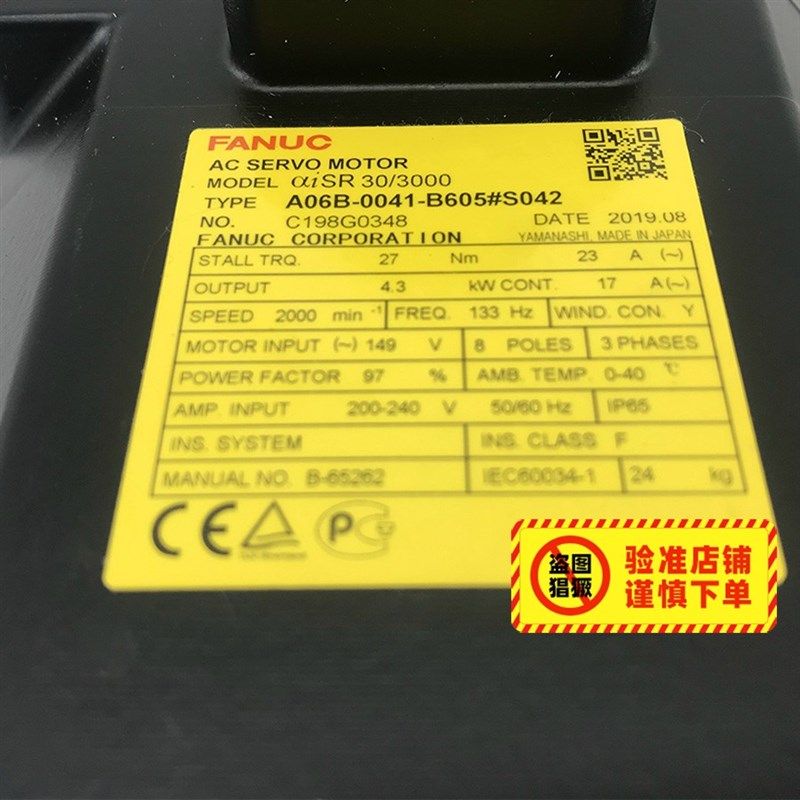 FANUC
AC SERVO MOTOR
MODEL αiSR 30/3000
TYPE A06B-0041-B605#S042
NO. C198G0348 DATE 2019.08
FANUC CORPORATION YAMANASHI, MADE IN JAPAN
STALL TRQ. 27 Nm 23 A (~)
OUTPUT 4.3 kW CONT. 17 A(~)
SPEED 2000 min⁻¹ FREQ. 133 Hz WIND. CON. Y
MOTOR INPUT (~) 149 V 8 POLES 3 PHASES
POWER FACTOR 97 % AMB. TEMP. 0-40 ℃
AMP. INPUT 200-240 V 50/60 Hz IP65
INS. SYSTEM INS. CLASS F
MANUAL NO. B-65262 IEC60034-1 24 kg
CE
盗图
猖獗
验准店铺
谨慎下单